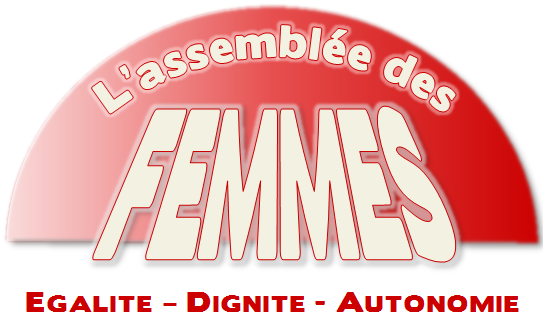 L'assemblée des
FEMMES
EGALITE – DIGNITE - AUTONOMIE